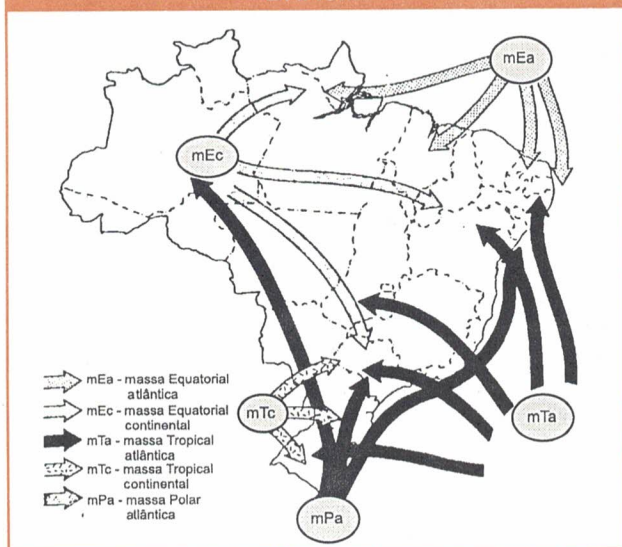 mEa
mEc
mTc
mTa
mPa
mEa - massa Equatorial
atlântica
mEc - massa Equatorial
continental
mTa - massa Tropical
atlântica
mTc - massa Tropical
continental
mPa - massa Polar
atlântica